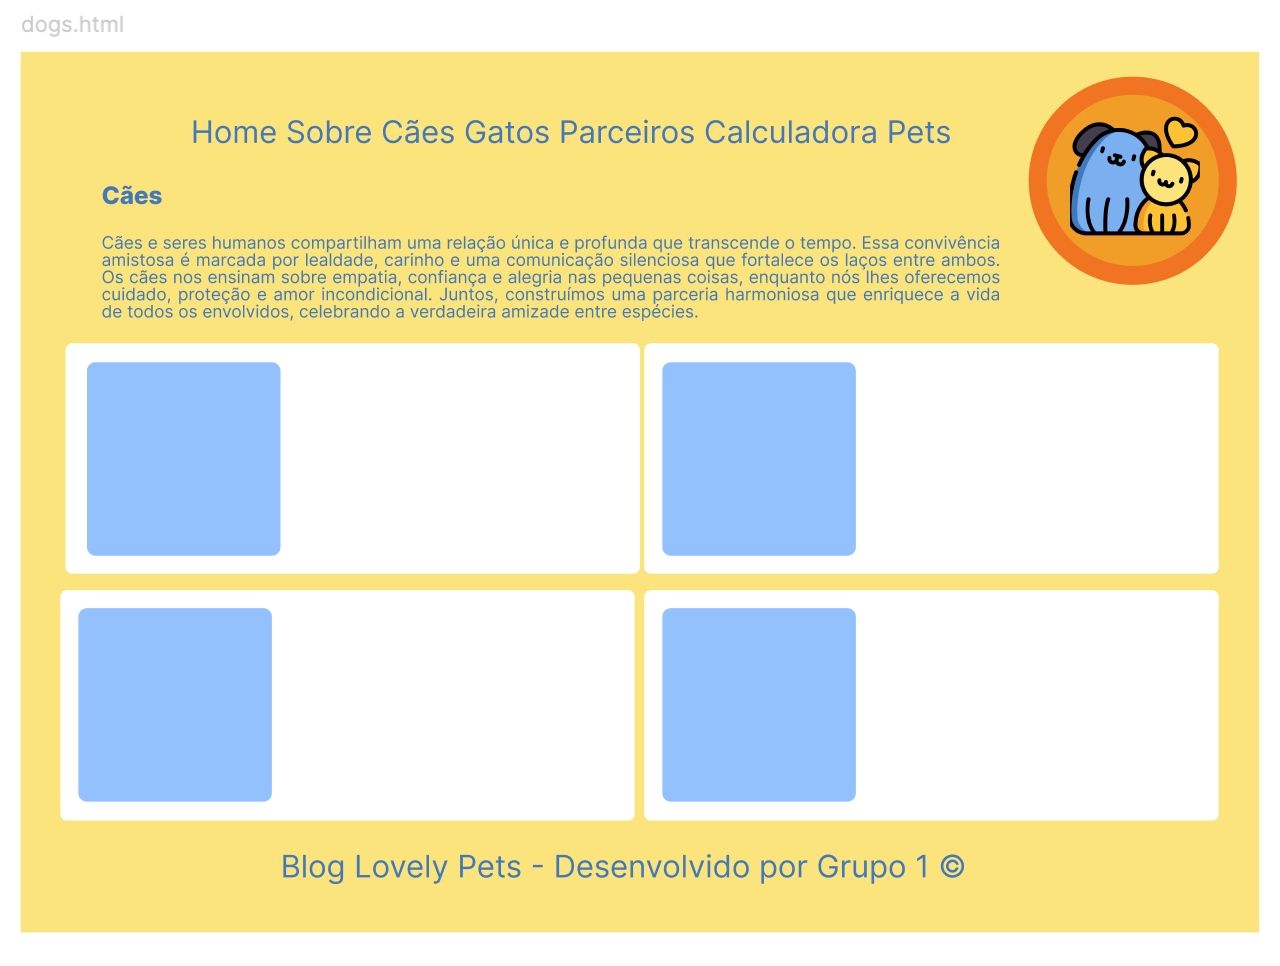 dogs.html
Home Sobre Cães Gatos Parceiros Calculadora Pets
Cães
Cães e seres humanos compartilham uma relação única e profunda que transcende o tempo. Essa convivência
amistosa é marcada por lealdade, carinho e uma comunicação silenciosa que fortalece os laços entre ambos.
Os cães nos ensinam sobre empatia, confiança e alegria nas pequenas coisas, enquanto nós lhes oferecemos
cuidado, proteção e amor incondicional. Juntos, construímos uma parceria harmoniosa que enriquece a vida
de todos os envolvidos, celebrando a verdadeira amizade entre espécies.
Blog Lovely Pets - Desenvolvido por Grupo 1 ©